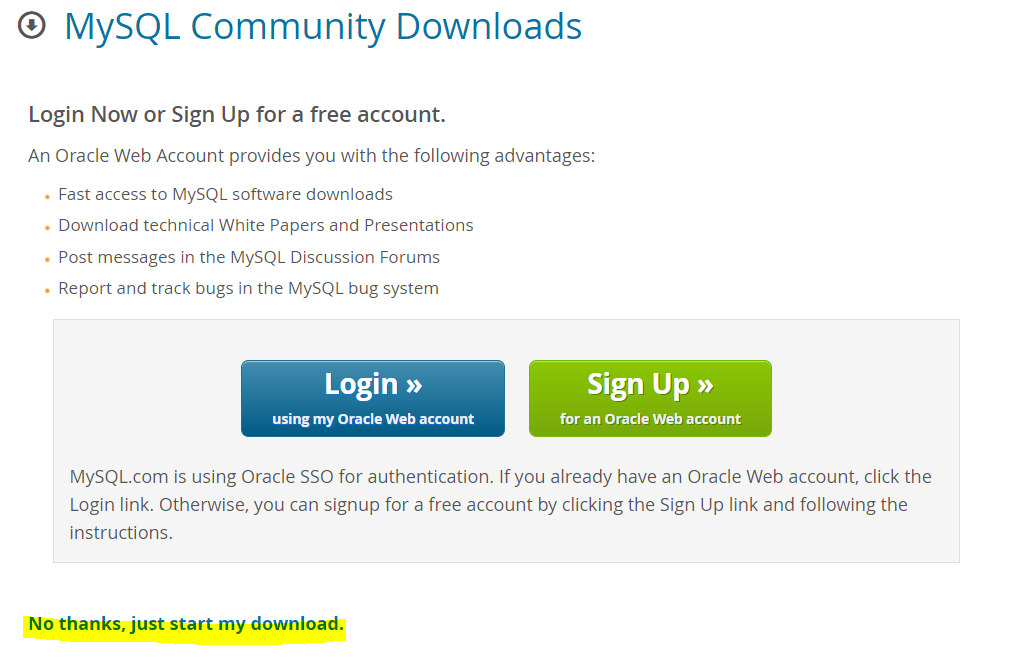 MySQL Community Downloads
Login Now or Sign Up for a free account.
An Oracle Web Account provides you with the following advantages:
Fast access to MySQL software downloads
Download technical White Papers and Presentations
Post messages in the MySQL Discussion Forums
Report and track bugs in the MySQL bug system
Login »
using my Oracle Web account
Sign Up »
for an Oracle Web account
MySQL.com is using Oracle SSO for authentication. If you already have an Oracle Web account, click the
Login link. Otherwise, you can signup for a free account by clicking the Sign Up link and following the
instructions.
No thanks, just start my download.